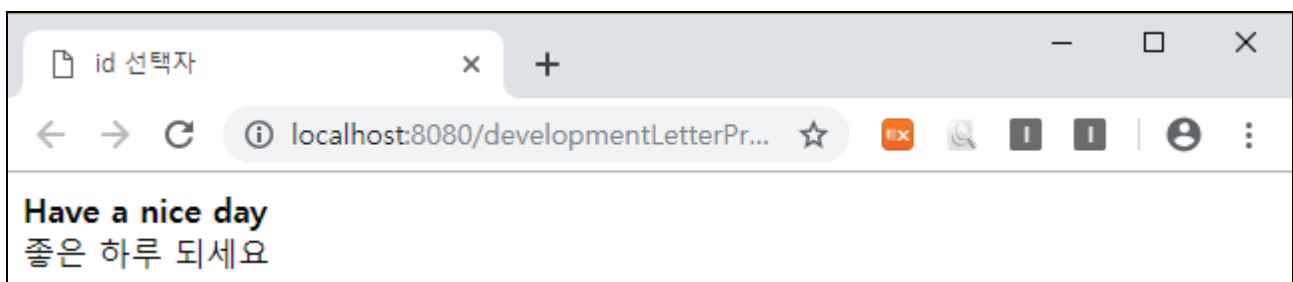 id 선택자
localhost:8080/developmentLetterPr...
Have a nice day
좋은 하루 되세요